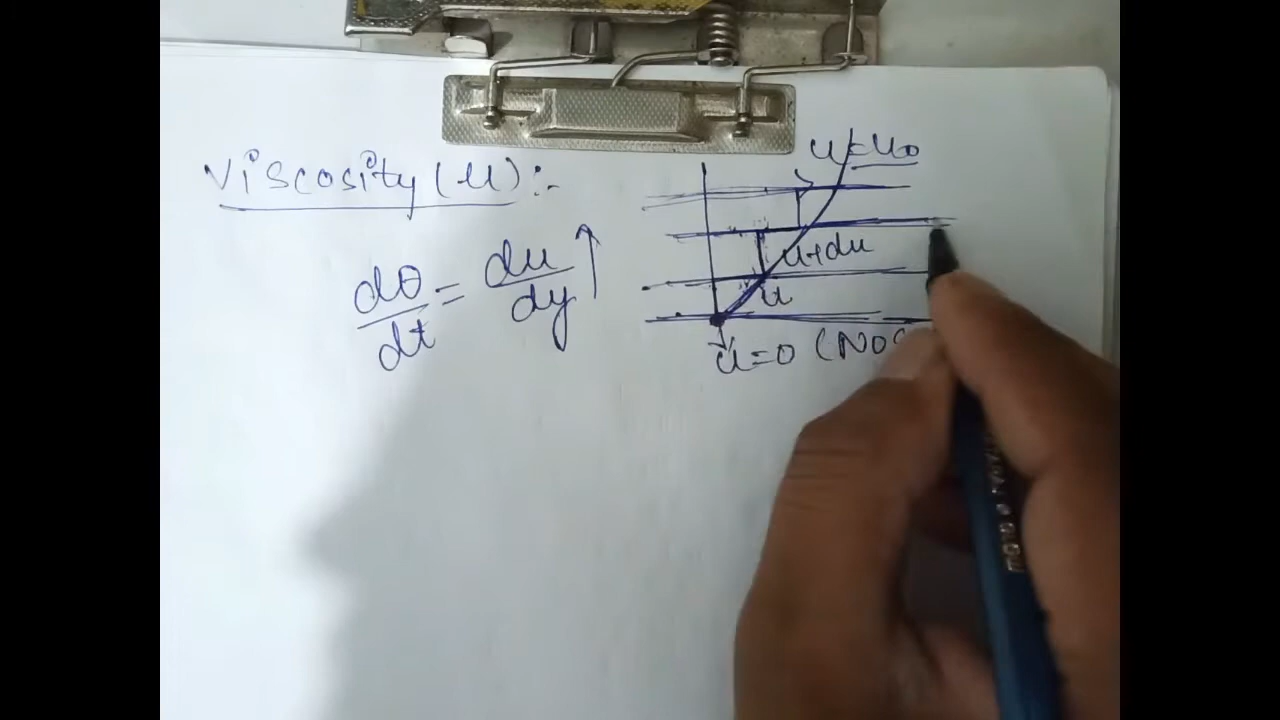 Viscosity (μ) :-
u = u₀
dθ/dt = du/dy ↑
u+du
u
u=0 (No